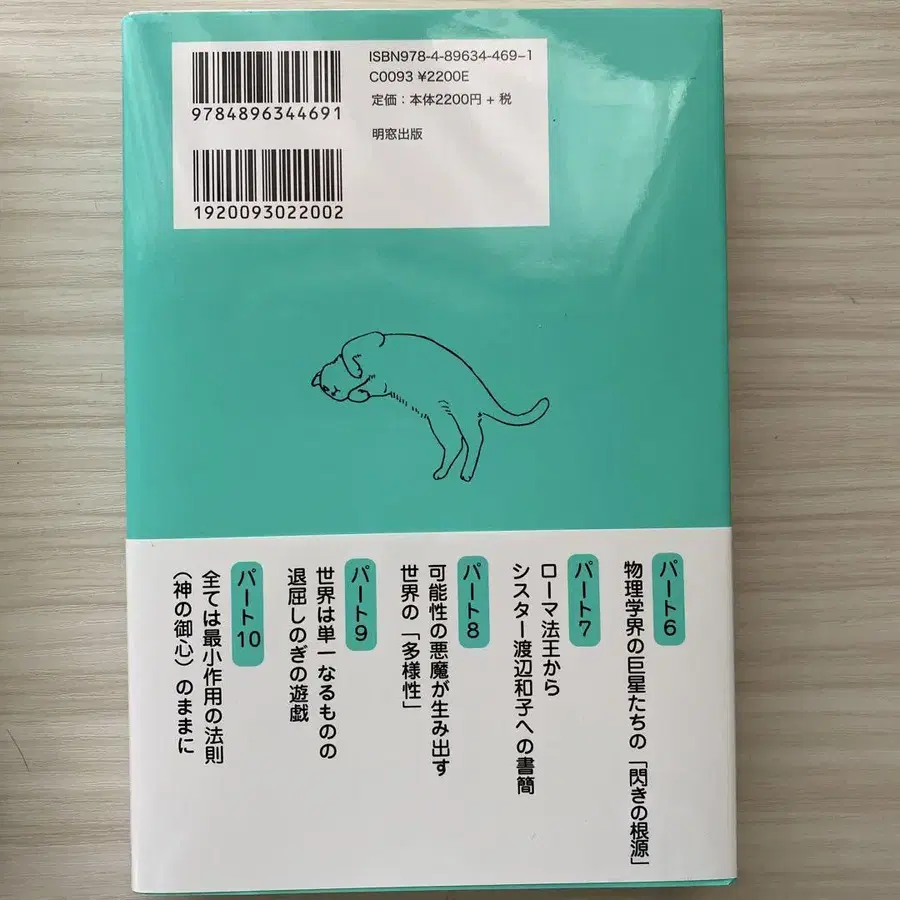 ISBN978-4-89634-469-1
C0093 ¥2200E
定価：本体2200円+税
明窓出版
9784896344691
1920093022002
パート6
物理学界の巨星たちの「閃きの根源」
パート7
ローマ法王から
シスター渡辺和子への書簡
パート8
可能性の悪魔が生み出す
世界の「多様性」
パート9
世界は単一なるものの
退屈しのぎの遊戯
パート10
全ては最小作用の法則
（神の御心）のままに